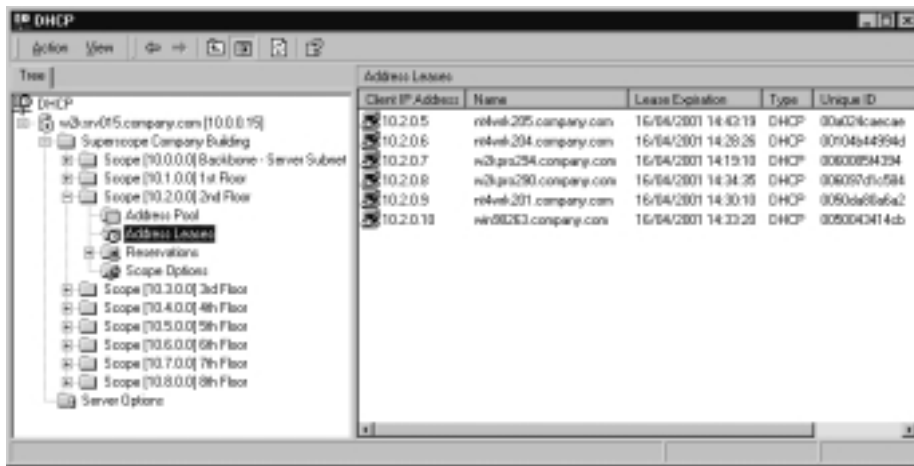 DHCP
Action View
Tree
DHCP
w2ksrv015.company.com [10.0.0.15]
Superscope Company Building
Scope [10.0.0.0] Backbone - Server Subnet
Scope [10.1.0.0] 1st Floor
Scope [10.2.0.0] 2nd Floor
Address Pool
Address Leases
Reservations
Scope Options
Scope [10.3.0.0] 3rd Floor
Scope [10.4.0.0] 4th Floor
Scope [10.5.0.0] 5th Floor
Scope [10.6.0.0] 6th Floor
Scope [10.7.0.0] 7th Floor
Scope [10.8.0.0] 8th Floor
Server Options
Address Leases
Client IP Address Name Lease Expiration Type Unique ID
10.2.0.5 nt4wk205.company.com 16/04/2001 14:43:19 DHCP
10.2.0.6 nt4wk204.company.com 16/04/2001 14:28:26 DHCP 00104b44994d
10.2.0.7 w2kpro294.company.com 16/04/2001 14:19:10 DHCP
10.2.0.8 w2kpro290.company.com 16/04/2001 14:34:35 DHCP 006097d1c584
10.2.0.9 nt4wk201.company.com 16/04/2001 14:30:10 DHCP
10.2.0.10 win98263.company.com 16/04/2001 14:33:20 DHCP